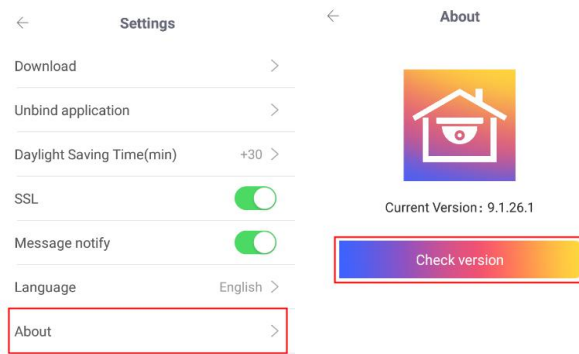 Settings
Download
Unbind application
Daylight Saving Time(min) +30
SSL
Message notify
Language English
About
About
Current Version: 9.1.26.1
Check version